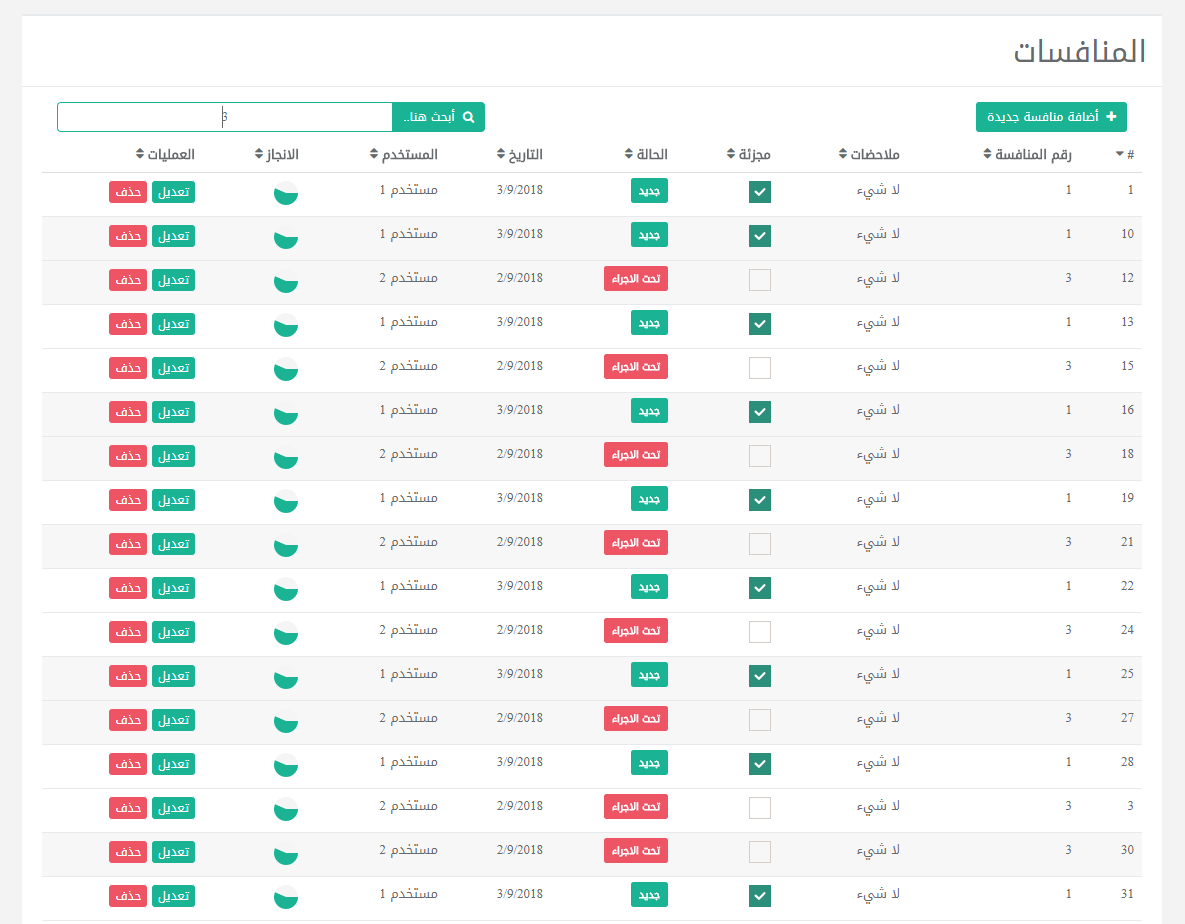 المنافسات
أضافة منافسة جديدة أبحث هنا.. 3
# رقم المنافسة ملاحضات مجزئة الحالة التاريخ المستخدم الانجاز العمليات
1 1 لا شيء جديد 3/9/2018 مستخدم 1 تعديل حذف
10 1 لا شيء جديد 3/9/2018 مستخدم 1 تعديل حذف
12 3 لا شيء تحت الاجراء 2/9/2018 مستخدم 2 تعديل حذف
13 1 لا شيء جديد 3/9/2018 مستخدم 1 تعديل حذف
15 3 لا شيء تحت الاجراء 2/9/2018 مستخدم 2 تعديل حذف
16 1 لا شيء جديد 3/9/2018 مستخدم 1 تعديل حذف
18 3 لا شيء تحت الاجراء 2/9/2018 مستخدم 2 تعديل حذف
19 1 لا شيء جديد 3/9/2018 مستخدم 1 تعديل حذف
21 3 لا شيء تحت الاجراء 2/9/2018 مستخدم 2 تعديل حذف
22 1 لا شيء جديد 3/9/2018 مستخدم 1 تعديل حذف
24 3 لا شيء تحت الاجراء 2/9/2018 مستخدم 2 تعديل حذف
25 1 لا شيء جديد 3/9/2018 مستخدم 1 تعديل حذف
27 3 لا شيء تحت الاجراء 2/9/2018 مستخدم 2 تعديل حذف
28 1 لا شيء جديد 3/9/2018 مستخدم 1 تعديل حذف
3 3 لا شيء تحت الاجراء 2/9/2018 مستخدم 2 تعديل حذف
30 3 لا شيء تحت الاجراء 2/9/2018 مستخدم 2 تعديل حذف
31 1 لا شيء جديد 3/9/2018 مستخدم 1 تعديل حذف